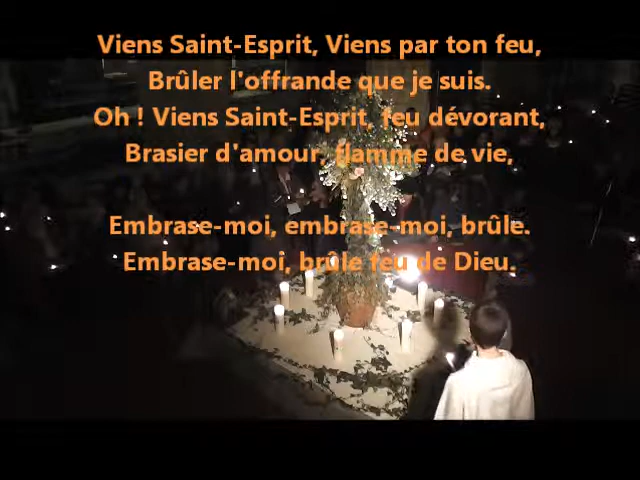 Viens Saint-Esprit, Viens par ton feu,
Brûler l'offrande que je suis.
Oh ! Viens Saint-Esprit, feu dévorant,
Brasier d'amour, flamme de vie,
Embrase-moi, embrase-moi, brûle.
Embrase-moi, brûle feu de Dieu.